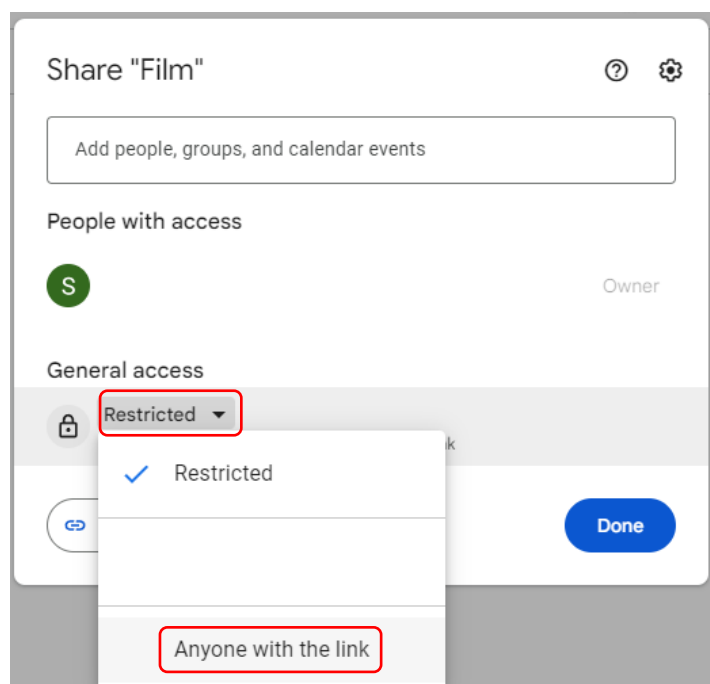 Share "Film"
Add people, groups, and calendar events
People with access
S
Owner
General access
Restricted
k
Restricted
Done
Anyone with the link